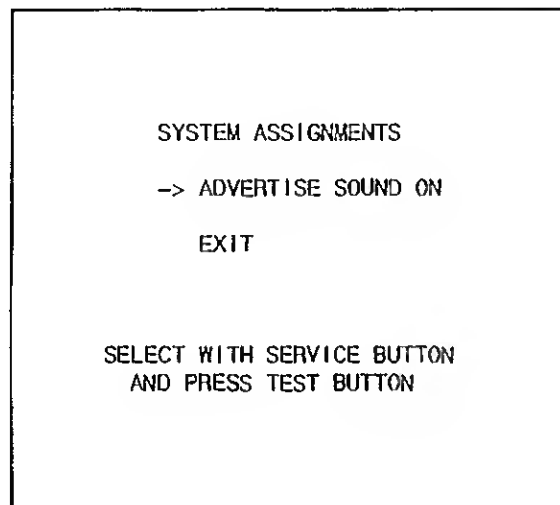 SYSTEM ASSIGNMENTS
-> ADVERTISE SOUND ON
EXIT
SELECT WITH SERVICE BUTTON
AND PRESS TEST BUTTON